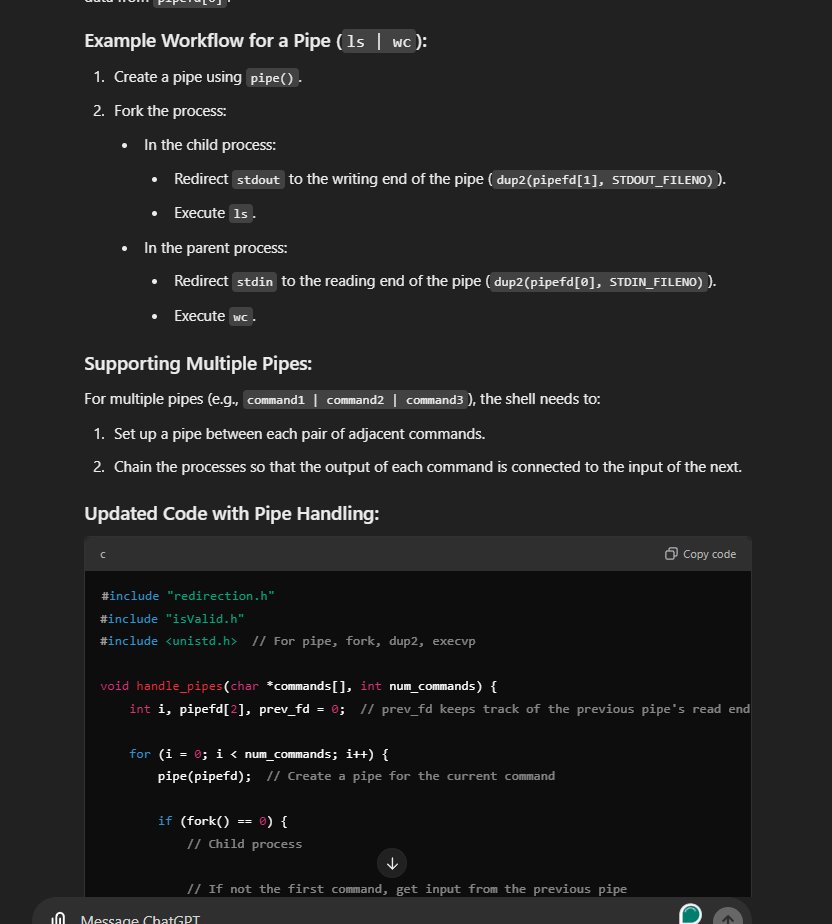 Example Workflow for a Pipe (ls | wc):
1. Create a pipe using pipe().
2. Fork the process:
• In the child process:
• Redirect stdout to the writing end of the pipe (dup2(pipefd[1], STDOUT_FILENO)).
• Execute ls.
• In the parent process:
• Redirect stdin to the reading end of the pipe (dup2(pipefd[0], STDIN_FILENO)).
• Execute wc.
Supporting Multiple Pipes:
For multiple pipes (e.g., command1 | command2 | command3), the shell needs to:
1. Set up a pipe between each pair of adjacent commands.
2. Chain the processes so that the output of each command is connected to the input of the next.
Updated Code with Pipe Handling:
c Copy code
#include "redirection.h"
#include "isValid.h"
#include <unistd.h>  // For pipe, fork, dup2, execvp
void handle_pipes(char *commands[], int num_commands) {
    int i, pipefd[2], prev_fd = 0;  // prev_fd keeps track of the previous pipe's read end
    for (i = 0; i < num_commands; i++) {
        pipe(pipefd);  // Create a pipe for the current command
        if (fork() == 0) {
            // Child process
            // If not the first command, get input from the previous pipe
Message ChatGPT